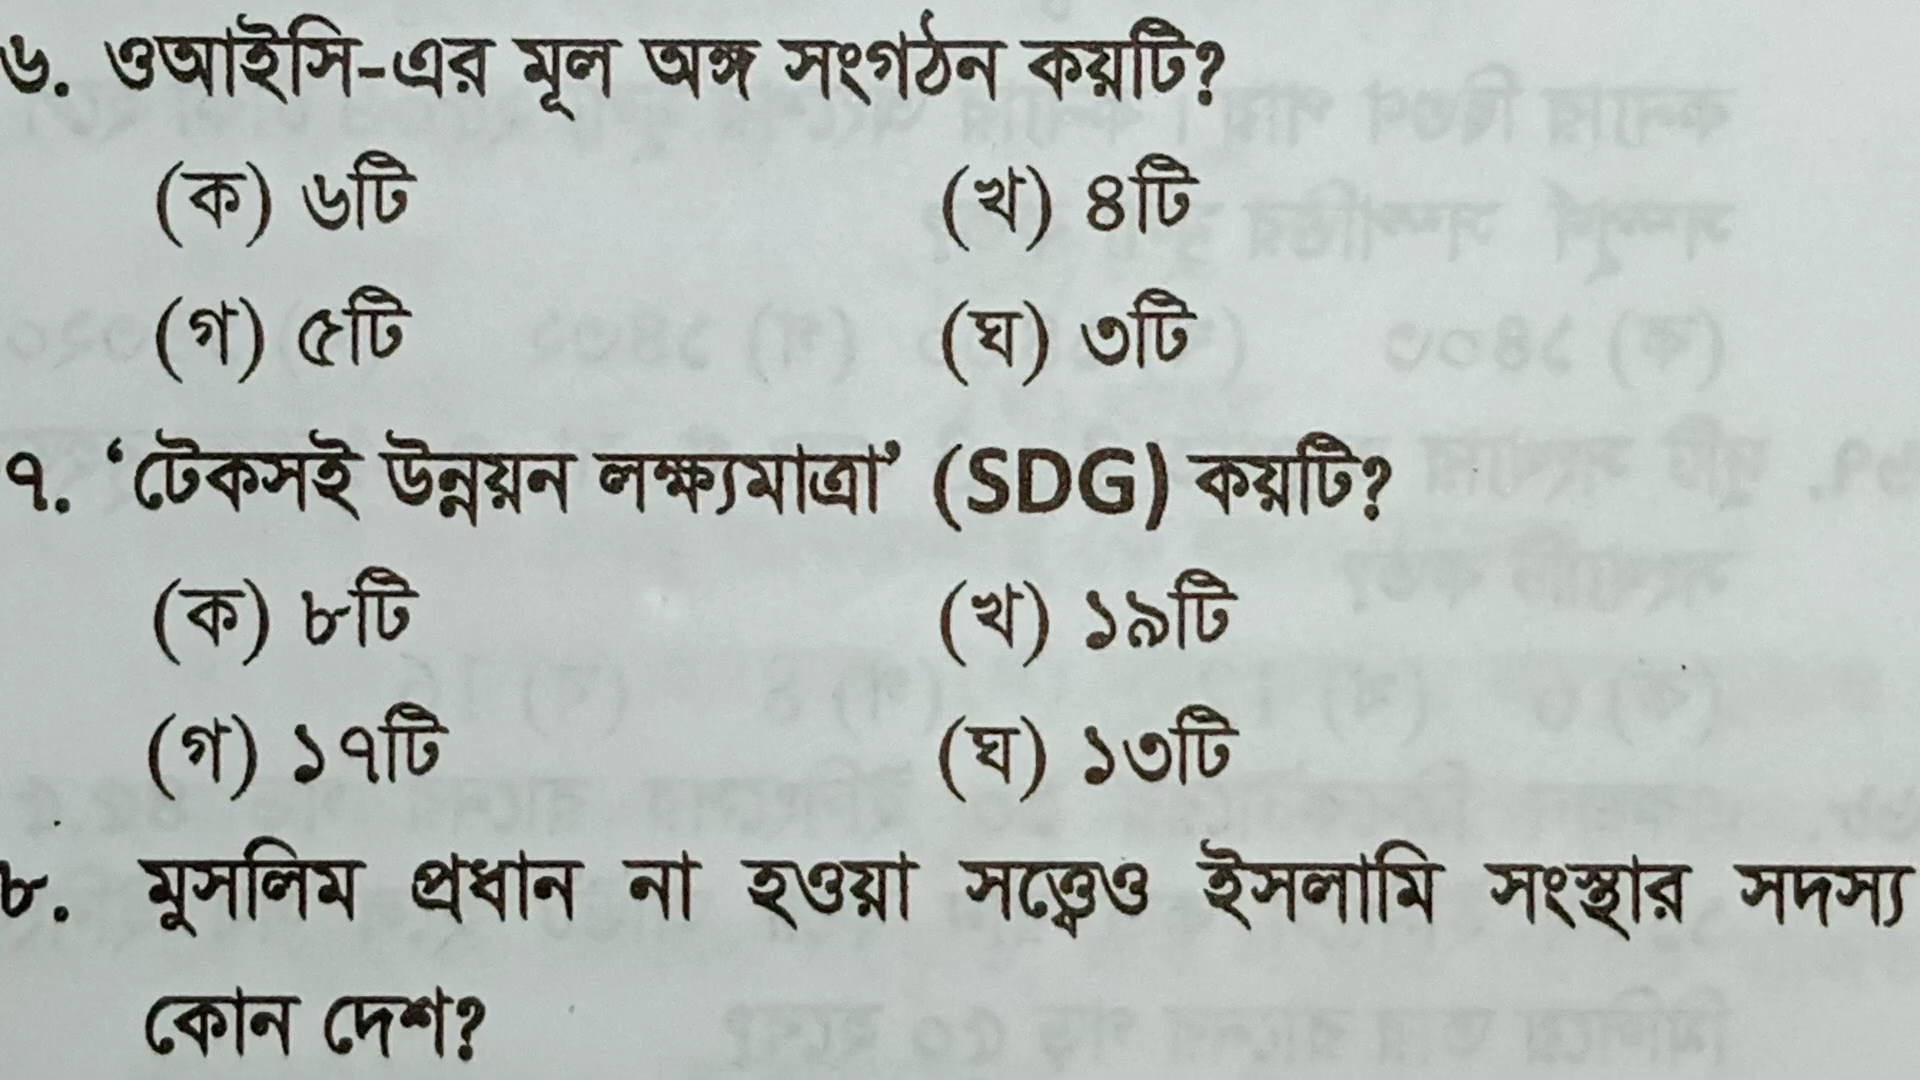 ৬. ওআইসি-এর মূল অঙ্গ সংগঠন কয়টি?
(ক) ৬টি (খ) ৪টি
(গ) ৫টি (ঘ) ৩টি
৭. ‘টেকসই উন্নয়ন লক্ষ্যমাত্রা’ (SDG) কয়টি?
(ক) ৮টি (খ) ১৯টি
(গ) ১৭টি (ঘ) ১৩টি
৮. মুসলিম প্রধান না হওয়া সত্ত্বেও ইসলামি সংস্থার সদস্য
কোন দেশ?